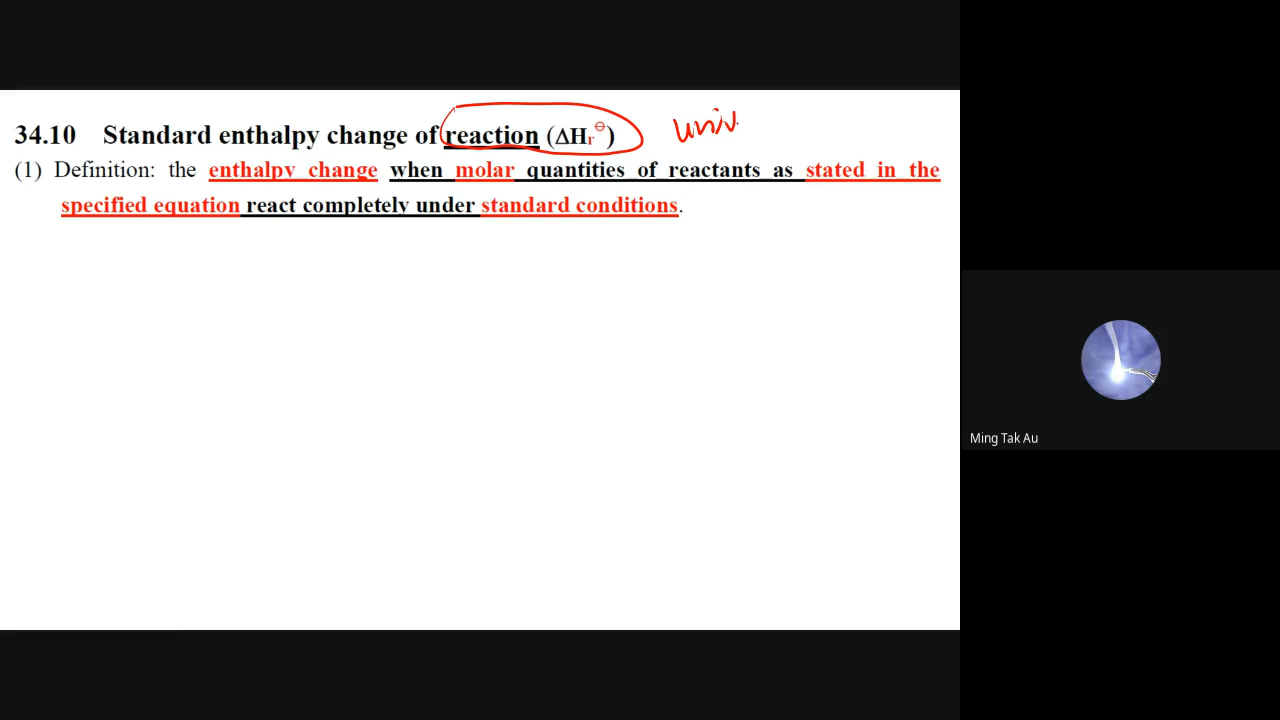 34.10 Standard enthalpy change of reaction (ΔHr⊖) univ.
(1) Definition: the enthalpy change when molar quantities of reactants as stated in the
specified equation react completely under standard conditions.
Ming Tak Au